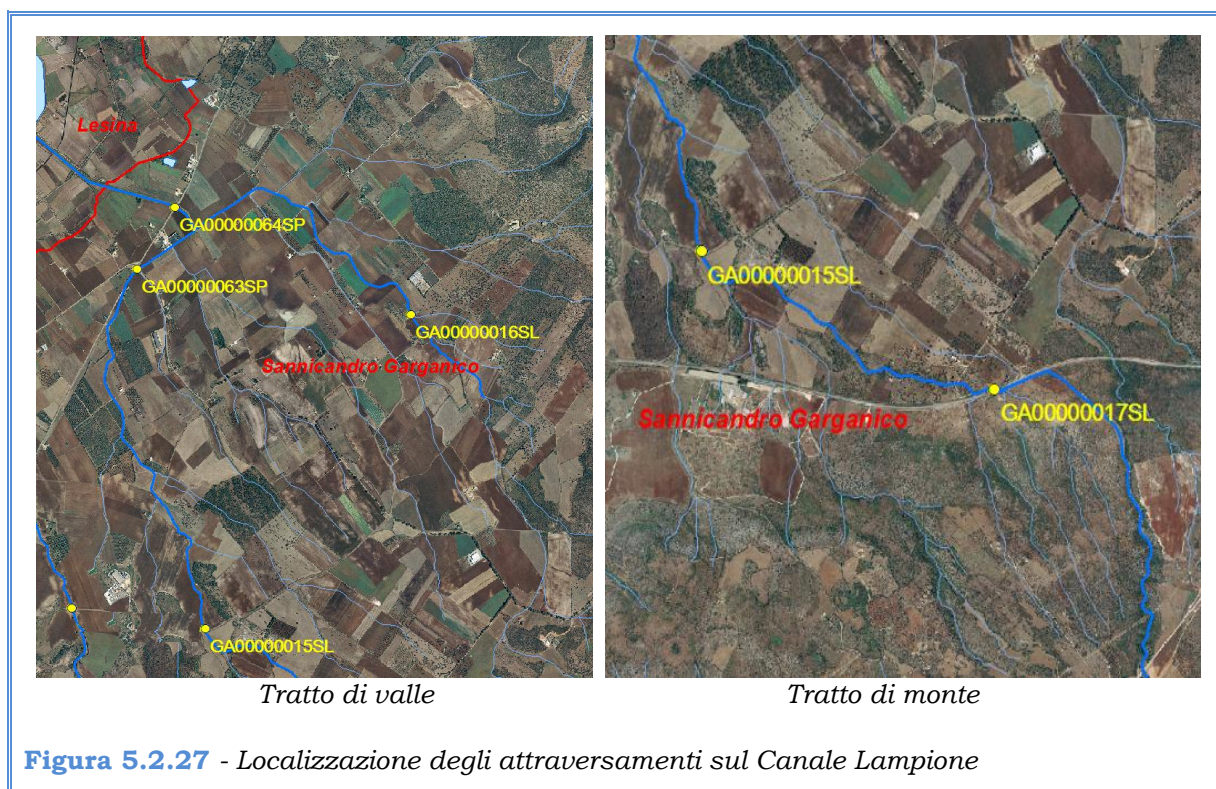 Lesina
GA00000064SP
GA00000063SP
GA00000016SL
Sannicandro Garganico
GA00000015SL
GA00000015SL
GA00000017SL
Sannicandro Garganico
Tratto di valle
Tratto di monte
Figura 5.2.27 - Localizzazione degli attraversamenti sul Canale Lampione